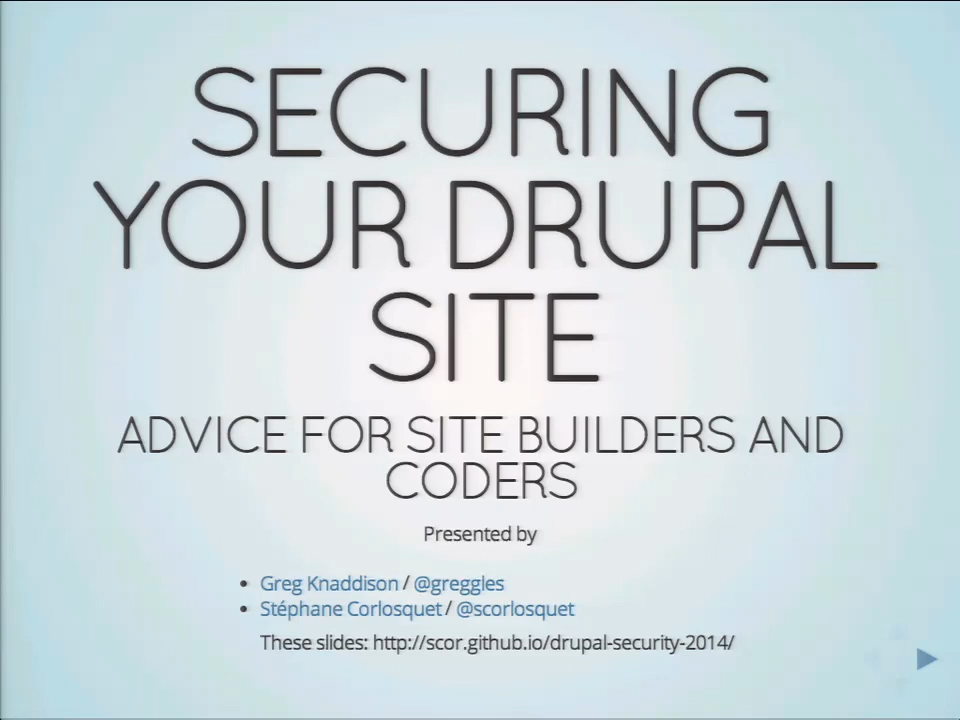 SECURING
YOUR DRUPAL
SITE
ADVICE FOR SITE BUILDERS AND
CODERS
Presented by
• Greg Knaddison / @greggles
• Stéphane Corlosquet / @scorlosquet
These slides: http://scor.github.io/drupal-security-2014/